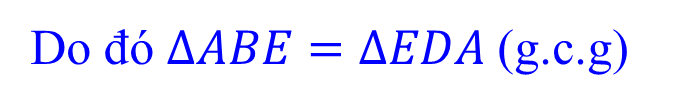 Do đó ΔABE = ΔEDA (g.c.g)